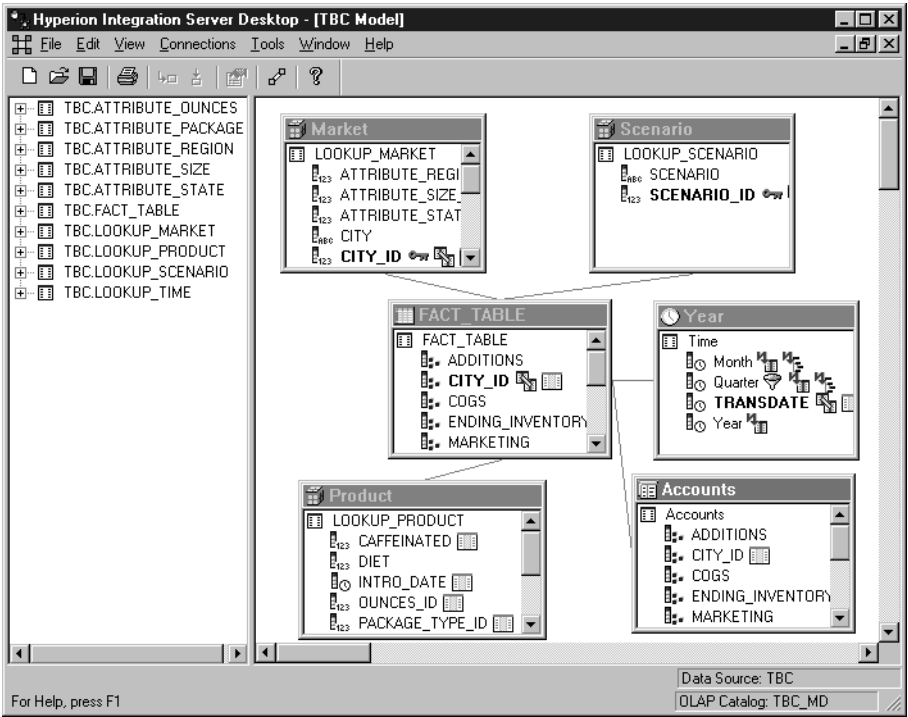 Hyperion Integration Server Desktop - [TBC Model]
File Edit View Connections Tools Window Help
TBC.ATTRIBUTE_OUNCES
TBC.ATTRIBUTE_PACKAGE
TBC.ATTRIBUTE_REGION
TBC.ATTRIBUTE_SIZE
TBC.ATTRIBUTE_STATE
TBC.FACT_TABLE
TBC.LOOKUP_MARKET
TBC.LOOKUP_PRODUCT
TBC.LOOKUP_SCENARIO
TBC.LOOKUP_TIME
Market
LOOKUP_MARKET
ATTRIBUTE_REGI
ATTRIBUTE_SIZE_
ATTRIBUTE_STAT
CITY
CITY_ID
Scenario
LOOKUP_SCENARIO
SCENARIO
SCENARIO_ID
FACT_TABLE
FACT_TABLE
ADDITIONS
CITY_ID
COGS
ENDING_INVENTORY
MARKETING
Year
Time
Month
Quarter
TRANSDATE
Year
Product
LOOKUP_PRODUCT
CAFFEINATED
DIET
INTRO_DATE
OUNCES_ID
PACKAGE_TYPE_ID
Accounts
Accounts
ADDITIONS
CITY_ID
COGS
ENDING_INVENTORY
MARKETING
Data Source: TBC
For Help, press F1
OLAP Catalog: TBC_MD